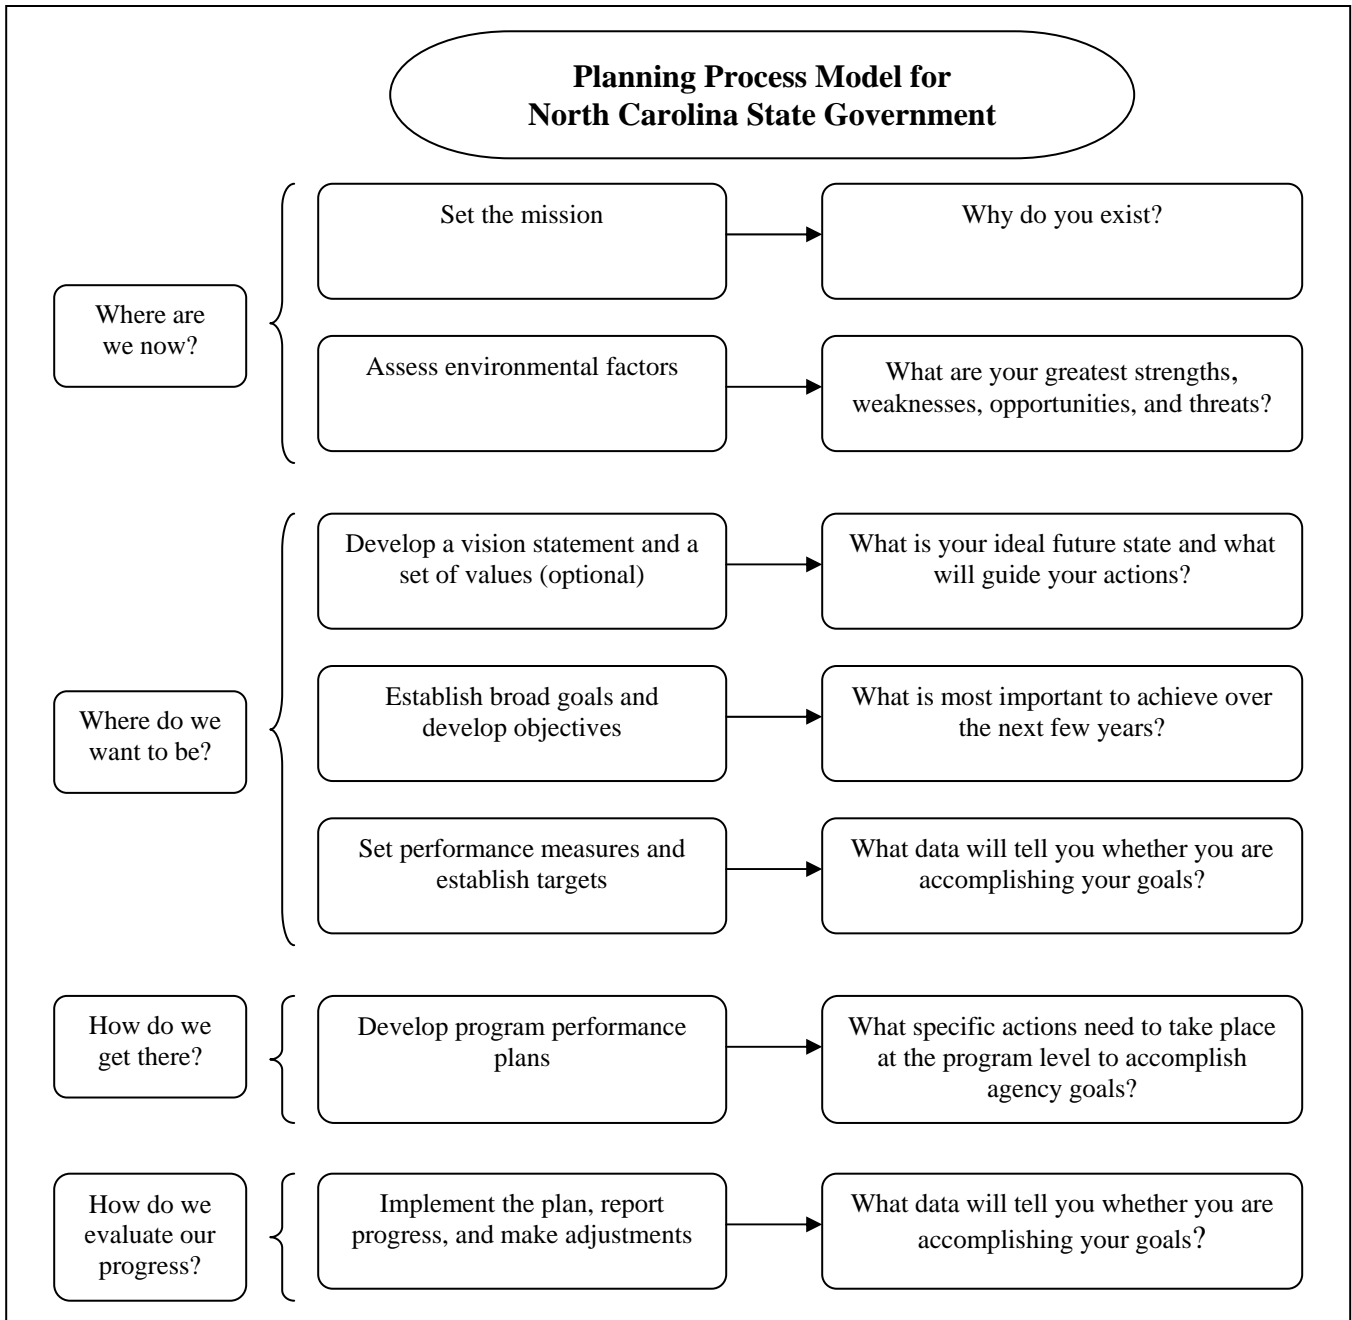 Planning Process Model for
North Carolina State Government
Where are
we now?
Set the mission
Why do you exist?
Assess environmental factors
What are your greatest strengths,
weaknesses, opportunities, and threats?
Where do we
want to be?
Develop a vision statement and a
set of values (optional)
What is your ideal future state and what
will guide your actions?
Establish broad goals and
develop objectives
What is most important to achieve over
the next few years?
Set performance measures and
establish targets
What data will tell you whether you are
accomplishing your goals?
How do we
get there?
Develop program performance
plans
What specific actions need to take place
at the program level to accomplish
agency goals?
How do we
evaluate our
progress?
Implement the plan, report
progress, and make adjustments
What data will tell you whether you are
accomplishing your goals?